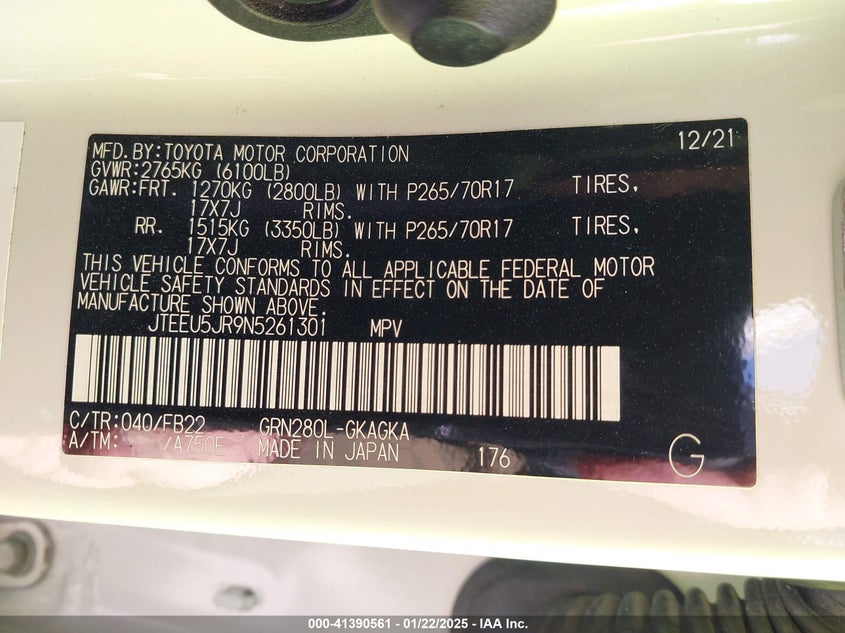 MFD.BY:TOYOTA MOTOR CORPORATION 12/21
GVWR:2765KG (6100LB)
GAWR:FRT. 1270KG (2800LB) WITH P265/70R17 TIRES,
17X7J RIMS.
RR. 1515KG (3350LB) WITH P265/70R17 TIRES,
17X7J RIMS.
THIS VEHICLE CONFORMS TO ALL APPLICABLE FEDERAL MOTOR
VEHICLE SAFETY STANDARDS IN EFFECT ON THE DATE OF
MANUFACTURE SHOWN ABOVE.
JTEEU5JR9N5261301 MPV
C/TR:040/FB22 GRN280L-GKAGKA
A/TM: /A750E MADE IN JAPAN 176 G
000-41390561 - 01/22/2025 - IAA Inc.